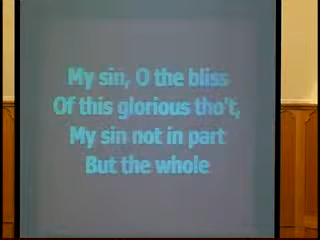 My sin, O the bliss
Of this glorious tho't,
My sin not in part
But the whole